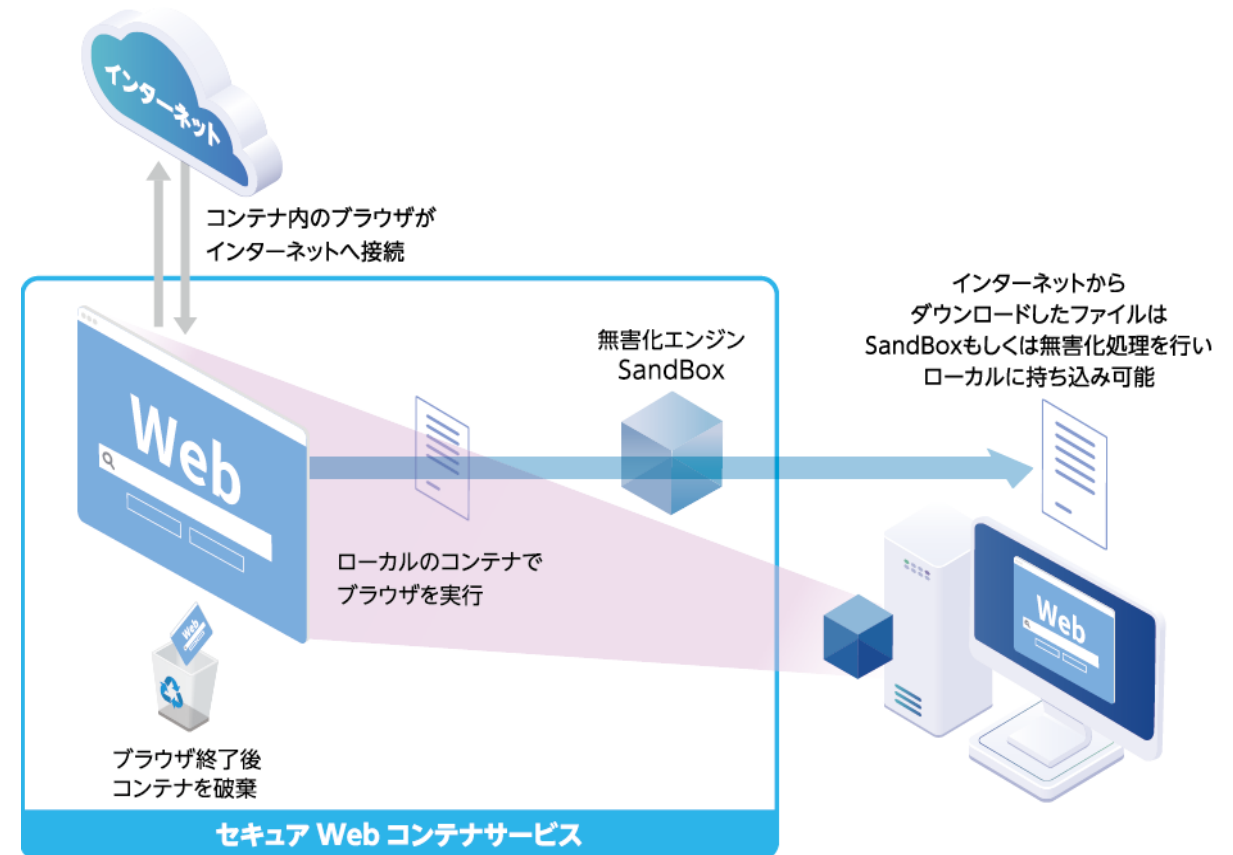 インターネット
コンテナ内のブラウザが
インターネットへ接続
インターネットから
ダウンロードしたファイルは
SandBoxもしくは無害化処理を行い
ローカルに持ち込み可能
無害化エンジン
SandBox
Web
ローカルのコンテナで
ブラウザを実行
Web
Web
ブラウザ終了後
コンテナを破棄
セキュア Web コンテナサービス